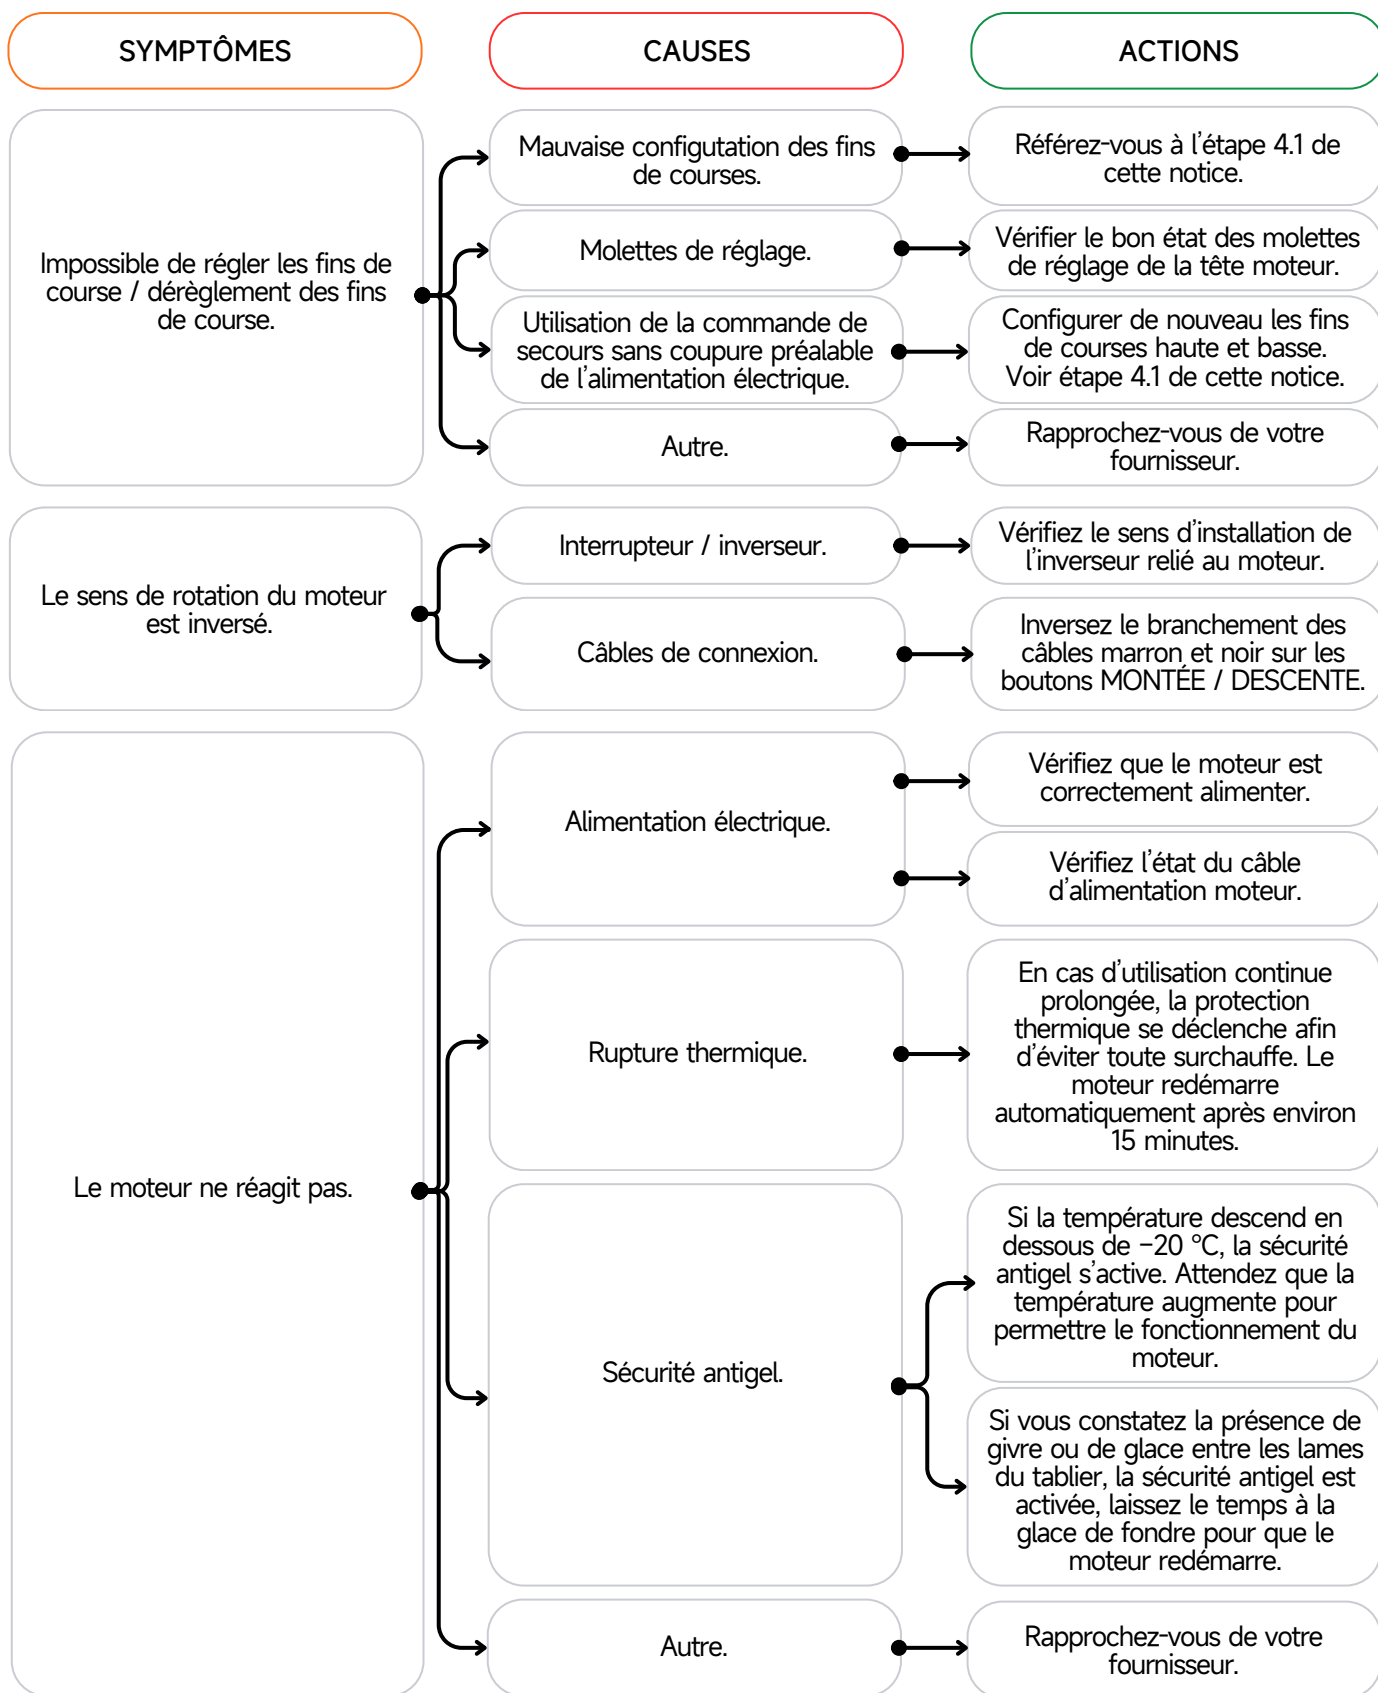 SYMPTÔMES
CAUSES
ACTIONS
Impossible de régler les fins de
course / dérèglement des fins
de course.
Mauvaise configutation des fins
de courses.
Référez-vous à l'étape 4.1 de
cette notice.
Molettes de réglage.
Vérifier le bon état des molettes
de réglage de la tête moteur.
Utilisation de la commande de
secours sans coupure préalable
de l'alimentation électrique.
Configurer de nouveau les fins
de courses haute et basse.
Voir étape 4.1 de cette notice.
Autre.
Rapprochez-vous de votre
fournisseur.
Le sens de rotation du moteur
est inversé.
Interrupteur / inverseur.
Vérifiez le sens d'installation de
l'inverseur relié au moteur.
Câbles de connexion.
Inversez le branchement des
câbles marron et noir sur les
boutons MONTÉE / DESCENTE.
Le moteur ne réagit pas.
Alimentation électrique.
Vérifiez que le moteur est
correctement alimenter.
Vérifiez l'état du câble
d'alimentation moteur.
Rupture thermique.
En cas d'utilisation continue
prolongée, la protection
thermique se déclenche afin
d'éviter toute surchauffe. Le
moteur redémarre
automatiquement après environ
15 minutes.
Sécurité antigel.
Si la température descend en
dessous de −20 °C, la sécurité
antigel s'active. Attendez que la
température augmente pour
permettre le fonctionnement du
moteur.
Si vous constatez la présence de
givre ou de glace entre les lames
du tablier, la sécurité antigel est
activée, laissez le temps à la
glace de fondre pour que le
moteur redémarre.
Autre.
Rapprochez-vous de votre
fournisseur.